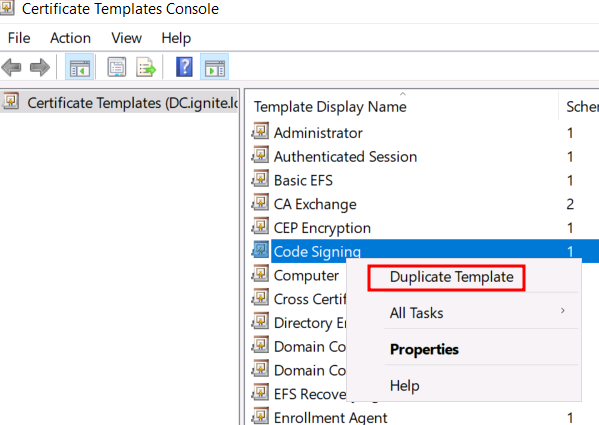 Certificate Templates Console
File Action View Help
Certificate Templates (DC.ignite.lo
Template Display Name Schem
Administrator 1
Authenticated Session 1
Basic EFS 1
CA Exchange 2
CEP Encryption 1
Code Signing 1
Duplicate Template
Computer
Cross Certif
All Tasks
Directory En
Domain Co
Properties
Domain Co
Help
EFS Recovery
Enrollment Agent 1